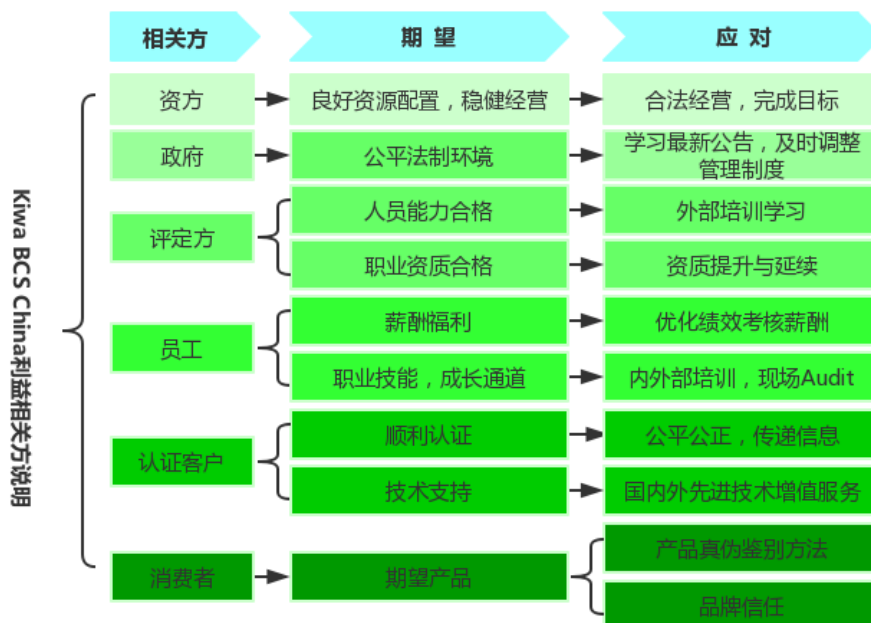 相关方
期望
应对
Kiwa BCS China利益相关方说明
资方
良好资源配置，稳健经营
合法经营，完成目标
政府
公平法制环境
学习最新公告，及时调整
管理制度
评定方
人员能力合格
外部培训学习
职业资质合格
资质提升与延续
员工
薪酬福利
优化绩效考核薪酬
职业技能，成长通道
内外部培训，现场Audit
认证客户
顺利认证
公平公正，传递信息
技术支持
国内外先进技术增值服务
消费者
期望产品
产品真伪鉴别方法
品牌信任